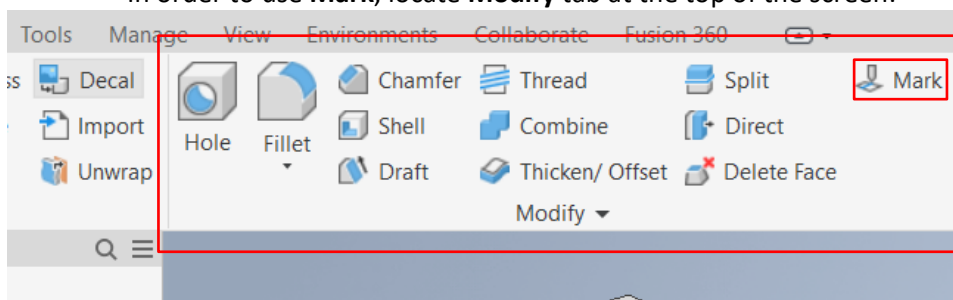 In order to use Mark, locate Modify tab at the top of the screen.
Tools Manage View Environments Collaborate Fusion 360
ss Decal Chamfer Thread Split Mark
Import Hole Fillet Shell Combine Direct
Unwrap Draft Thicken/ Offset Delete Face
Modify